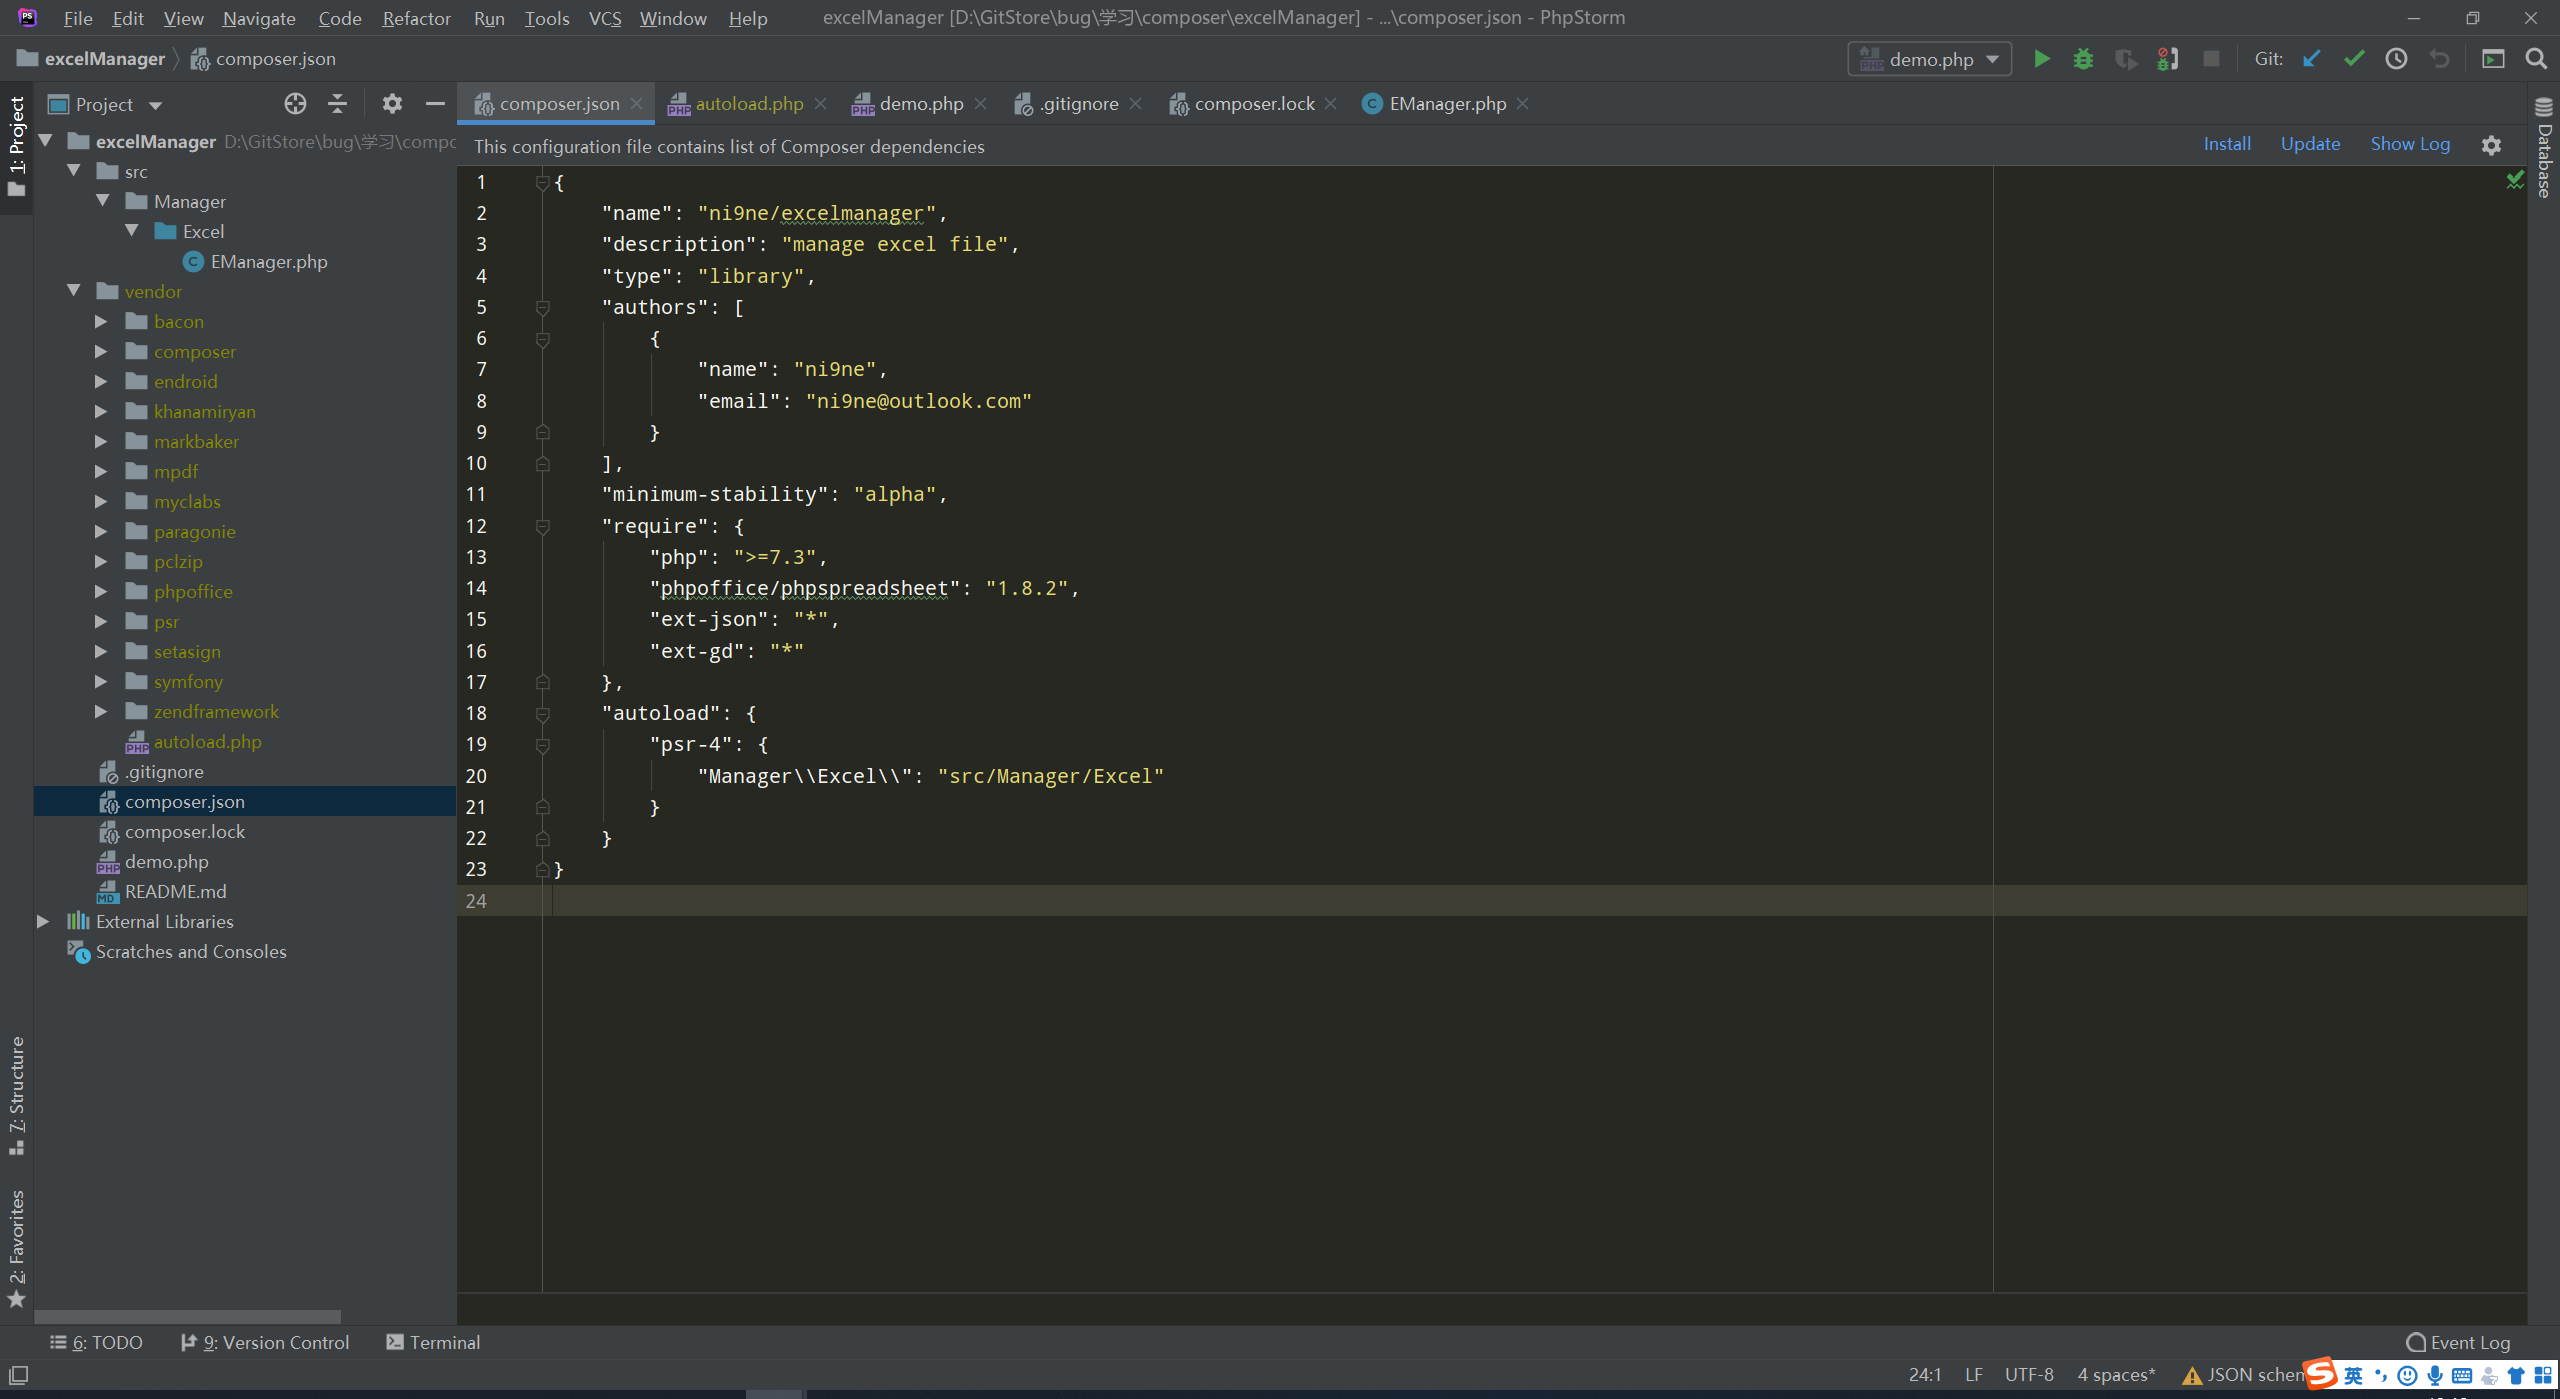 File Edit View Navigate Code Refactor Run Tools VCS Window Help excelManager [D:\GitStore\bug\学习\composer\excelManager] - ...\composer.json - PhpStorm
excelManager composer.json demo.php Git:
1: Project
Project
composer.json autoload.php demo.php .gitignore composer.lock EManager.php
Database
This configuration file contains list of Composer dependencies Install Update Show Log
excelManager D:\GitStore\bug\学习\compo
src
Manager
Excel
EManager.php
vendor
bacon
composer
endroid
khanamiryan
markbaker
mpdf
myclabs
paragonie
pclzip
phpoffice
psr
setasign
symfony
zendframework
autoload.php
.gitignore
composer.json
composer.lock
demo.php
README.md
External Libraries
Scratches and Consoles
1 {
2 "name": "ni9ne/excelmanager",
3 "description": "manage excel file",
4 "type": "library",
5 "authors": [
6 {
7 "name": "ni9ne",
8 "email": "ni9ne@outlook.com"
9 }
10 ],
11 "minimum-stability": "alpha",
12 "require": {
13 "php": ">=7.3",
14 "phpoffice/phpspreadsheet": "1.8.2",
15 "ext-json": "*",
16 "ext-gd": "*"
17 },
18 "autoload": {
19 "psr-4": {
20 "Manager\\Excel\\": "src/Manager/Excel"
21 }
22 }
23 }
24
7: Structure
2: Favorites
6: TODO 9: Version Control Terminal Event Log
24:1 LF UTF-8 4 spaces* JSON schem 英